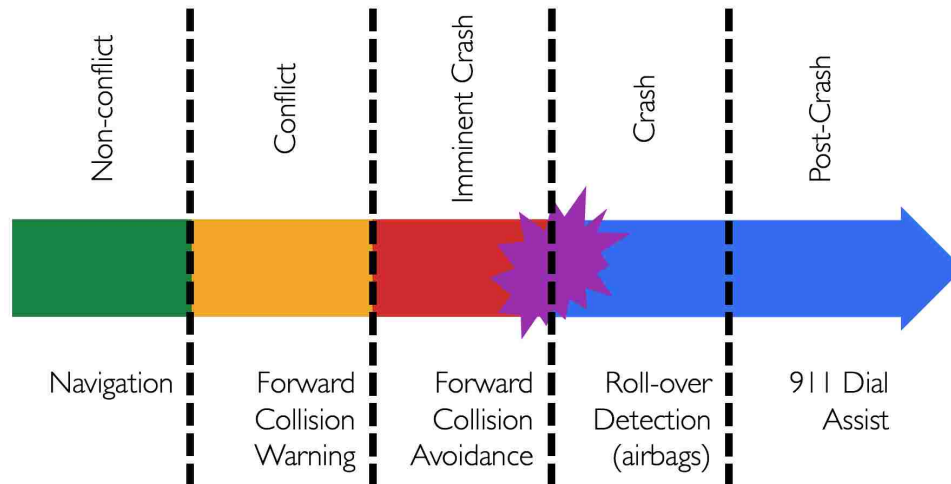 Non-conflict
Conflict
Imminent Crash
Crash
Post-Crash
Navigation
Forward
Collision
Warning
Forward
Collision
Avoidance
Roll-over
Detection
(airbags)
911 Dial
Assist